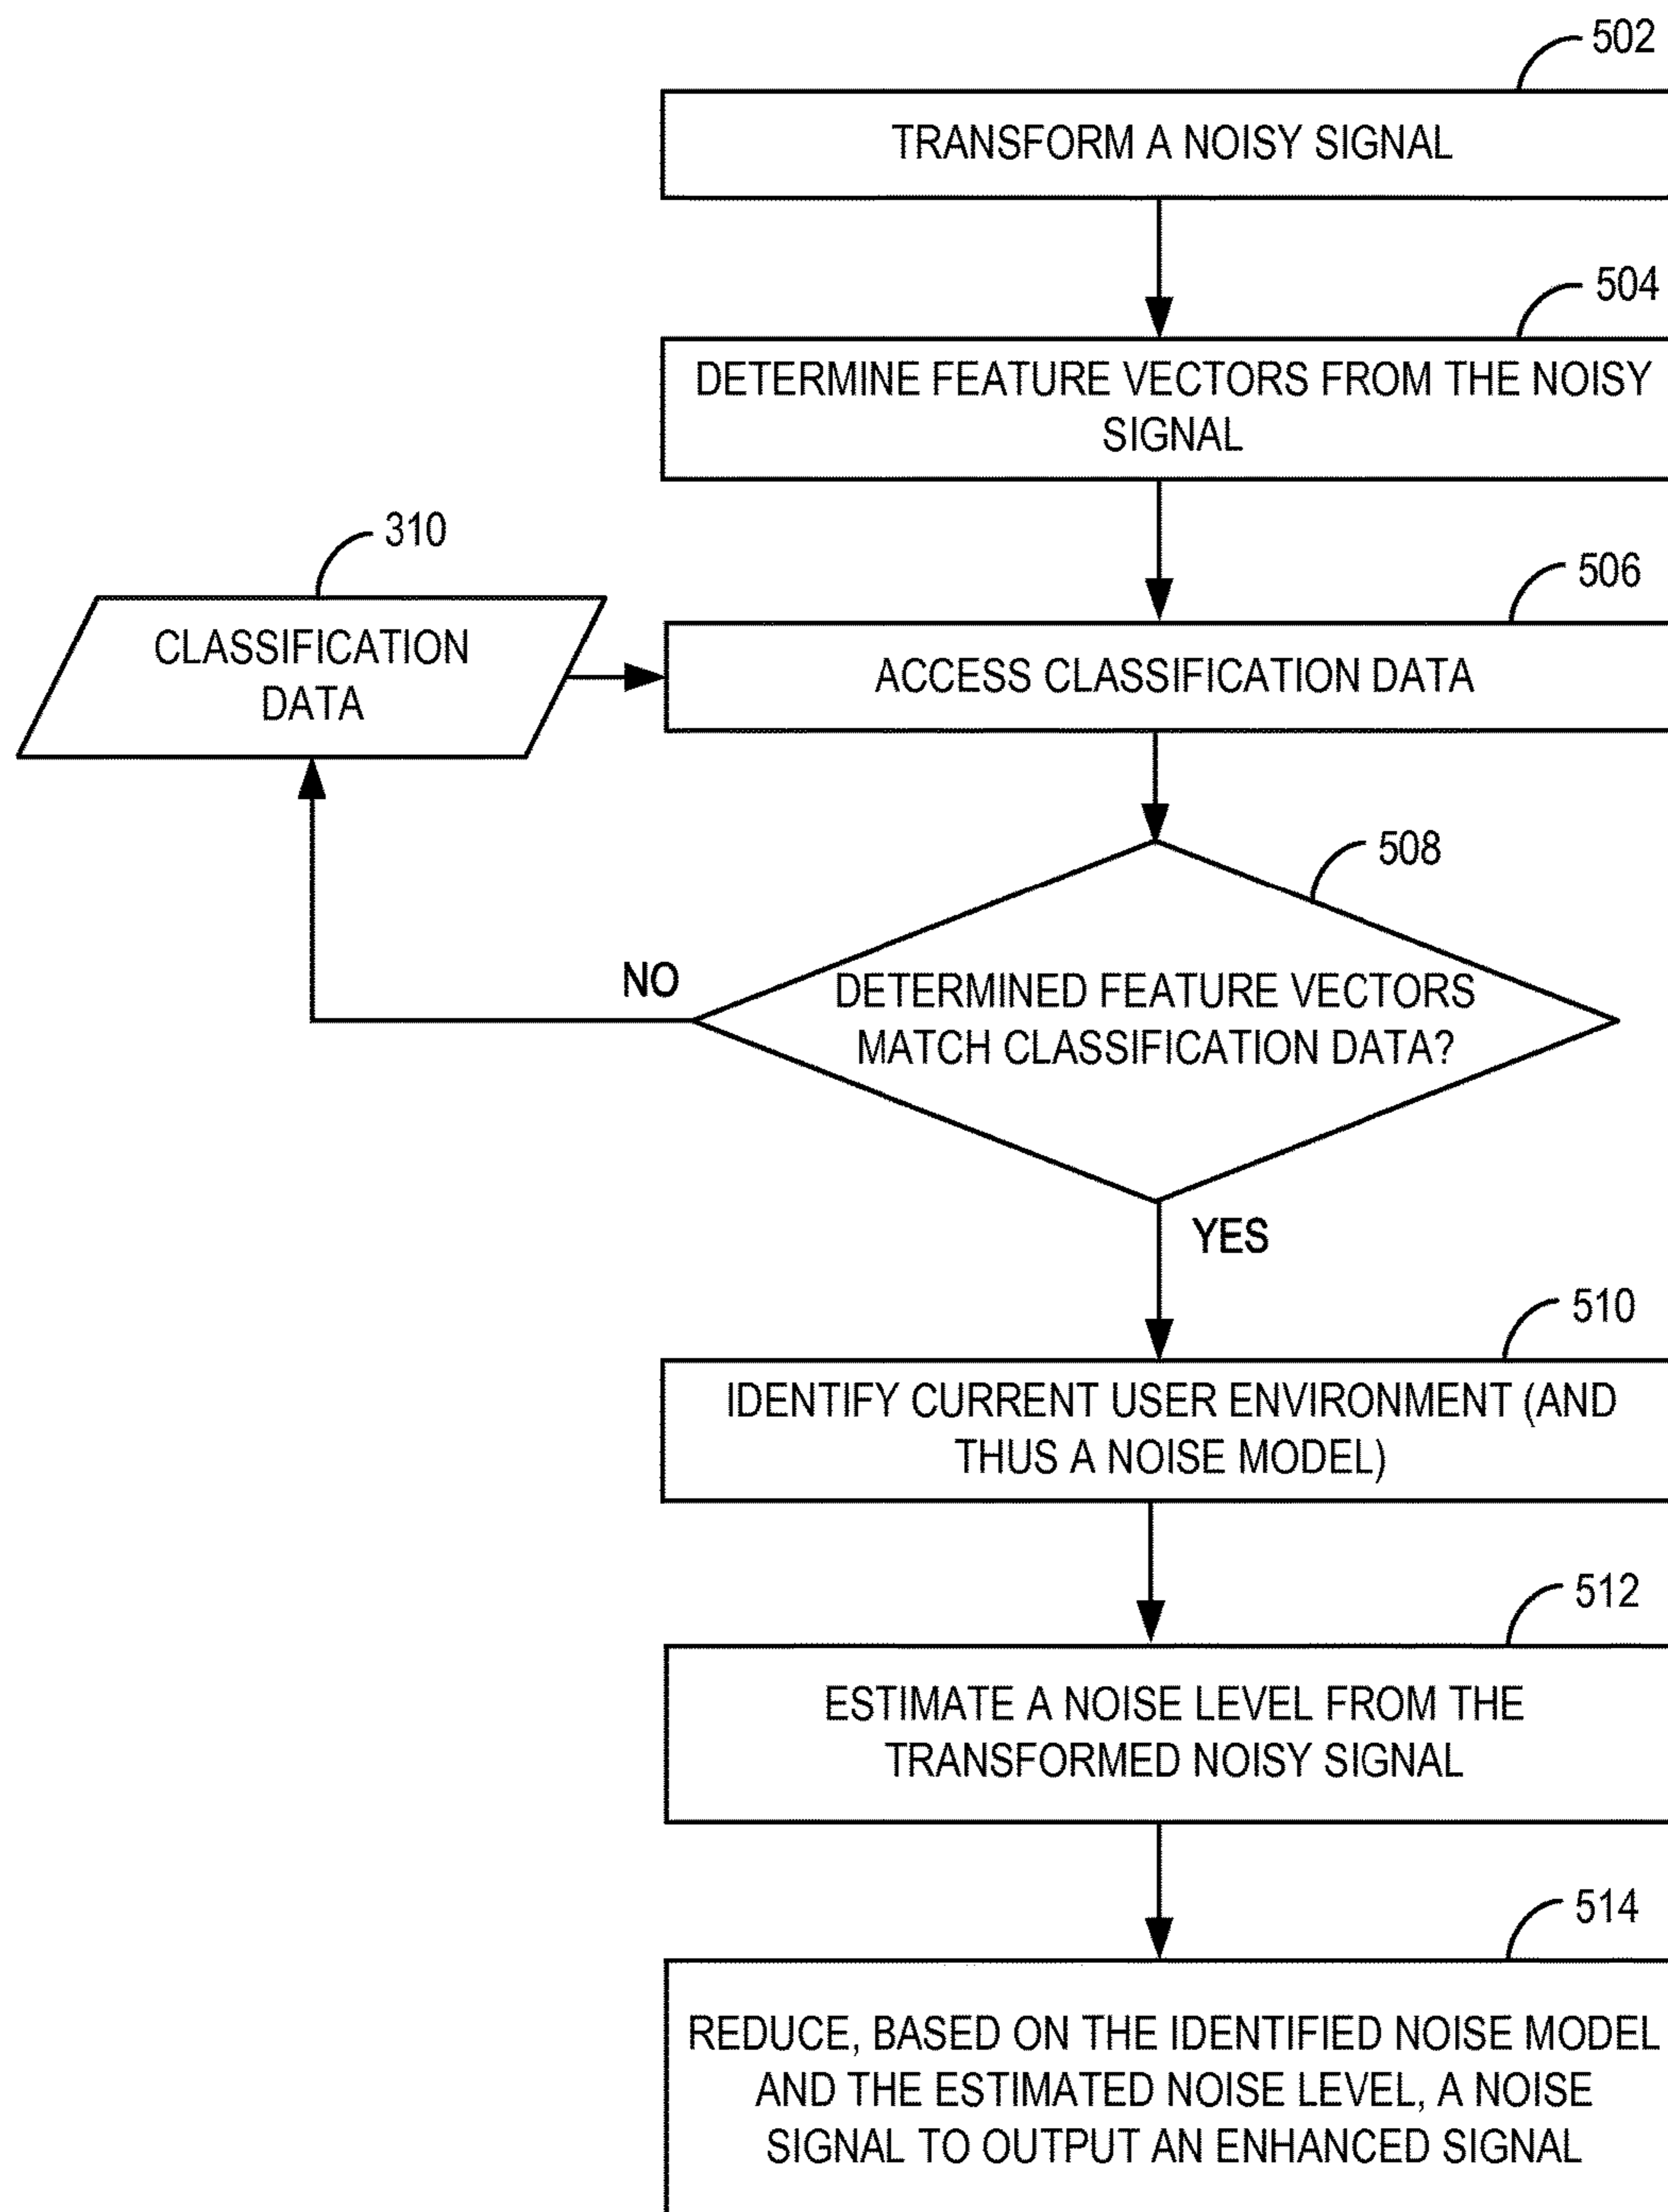 502
TRANSFORM A NOISY SIGNAL
504
DETERMINE FEATURE VECTORS FROM THE NOISY
SIGNAL
310
CLASSIFICATION
DATA
506
ACCESS CLASSIFICATION DATA
508
DETERMINED FEATURE VECTORS
MATCH CLASSIFICATION DATA?
NO
YES
510
IDENTIFY CURRENT USER ENVIRONMENT (AND
THUS A NOISE MODEL)
512
ESTIMATE A NOISE LEVEL FROM THE
TRANSFORMED NOISY SIGNAL
514
REDUCE, BASED ON THE IDENTIFIED NOISE MODEL
AND THE ESTIMATED NOISE LEVEL, A NOISE
SIGNAL TO OUTPUT AN ENHANCED SIGNAL